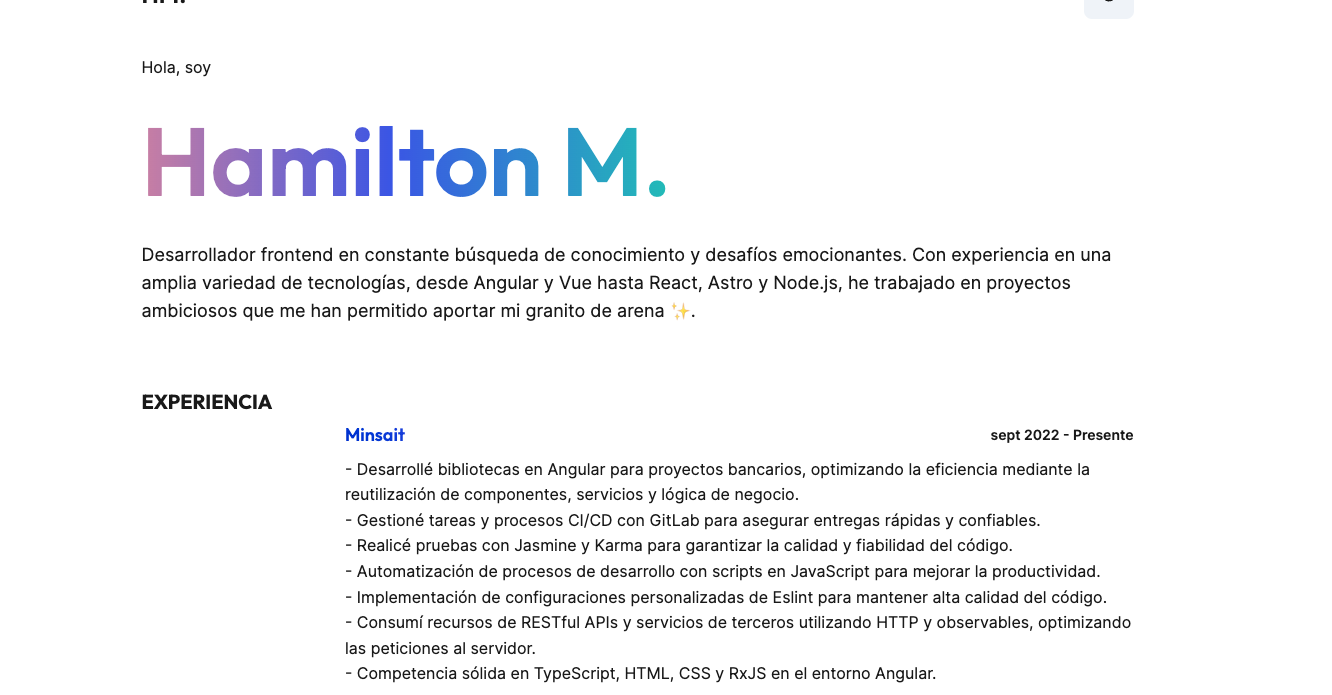 Hola, soy
Hamilton M.
Desarrollador frontend en constante búsqueda de conocimiento y desafíos emocionantes. Con experiencia en una
amplia variedad de tecnologías, desde Angular y Vue hasta React, Astro y Node.js, he trabajado en proyectos
ambiciosos que me han permitido aportar mi granito de arena ✨.
EXPERIENCIA
Minsait
sept 2022 - Presente
- Desarrollé bibliotecas en Angular para proyectos bancarios, optimizando la eficiencia mediante la
reutilización de componentes, servicios y lógica de negocio.
- Gestioné tareas y procesos CI/CD con GitLab para asegurar entregas rápidas y confiables.
- Realicé pruebas con Jasmine y Karma para garantizar la calidad y fiabilidad del código.
- Automatización de procesos de desarrollo con scripts en JavaScript para mejorar la productividad.
- Implementación de configuraciones personalizadas de Eslint para mantener alta calidad del código.
- Consumí recursos de RESTful APIs y servicios de terceros utilizando HTTP y observables, optimizando
las peticiones al servidor.
- Competencia sólida en TypeScript, HTML, CSS y RxJS en el entorno Angular.